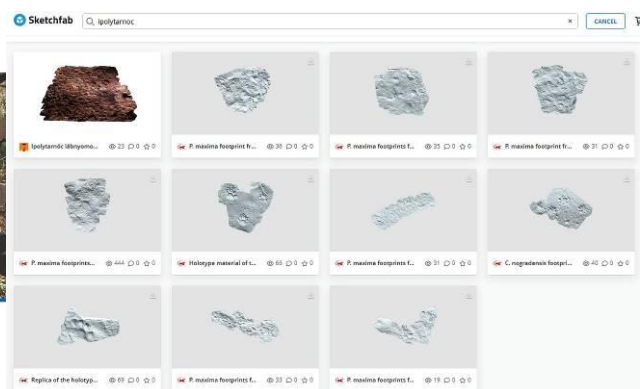 Sketchfab
ipolytarnoc
×
CANCEL
Ipolytarnóc lábnyomo... 23 0 0
P. maxima footprint fr... 36 0 0
P. maxima footprints f... 35 0 0
P. maxima footprint fr... 31 0 0
P. maxima footprints... 444 0 0
Holotype material of t... 65 0 0
P. maxima footprints f... 31 0 0
C. nogradensis footpri... 40 0 0
Replica of the holotyp... 69 0 0
P. maxima footprints f... 33 0 0
P. maxima footprints f... 19 0 0